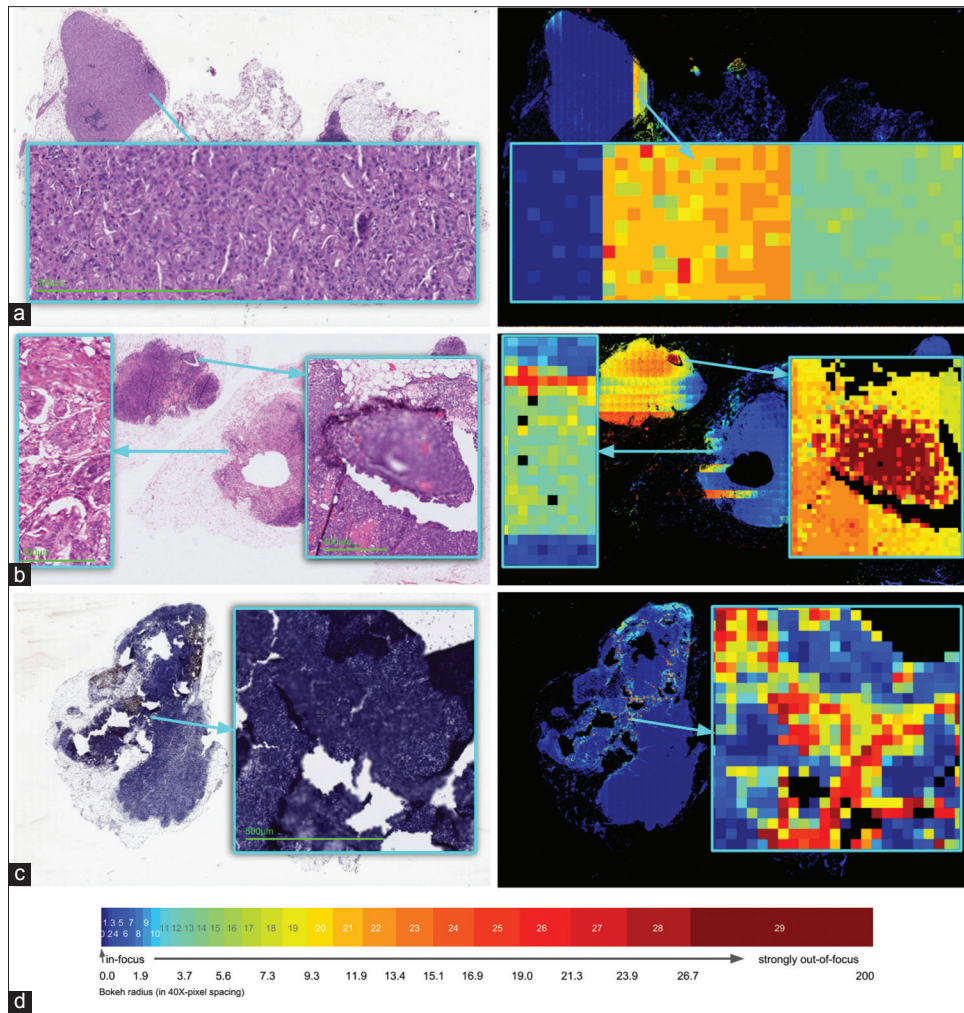 a
500µm
b
500µm
c
1 3 5 7 9
0 2 4 6 8 10 11 12 13 14 15 16 17 18 19 20 21 22 23 24 25 26 27 28 29
in-focus strongly out-of-focus
0.0 1.9 3.7 5.6 7.3 9.3 11.9 13.4 15.1 16.9 19.0 21.3 23.9 26.7 200
Bokeh radius (in 40X-pixel spacing)
d